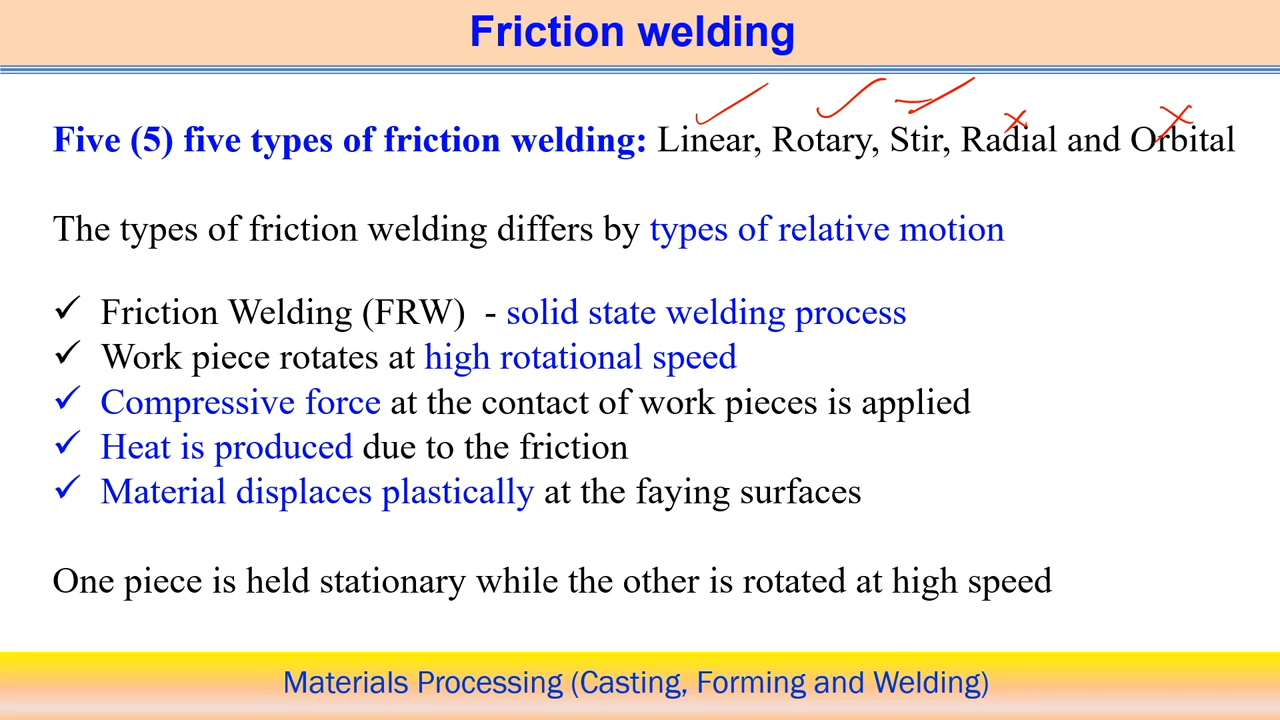 Friction welding
Five (5) five types of friction welding: Linear, Rotary, Stir, Radial and Orbital
The types of friction welding differs by types of relative motion
✓ Friction Welding (FRW) - solid state welding process
✓ Work piece rotates at high rotational speed
✓ Compressive force at the contact of work pieces is applied
✓ Heat is produced due to the friction
✓ Material displaces plastically at the faying surfaces
One piece is held stationary while the other is rotated at high speed
Materials Processing (Casting, Forming and Welding)